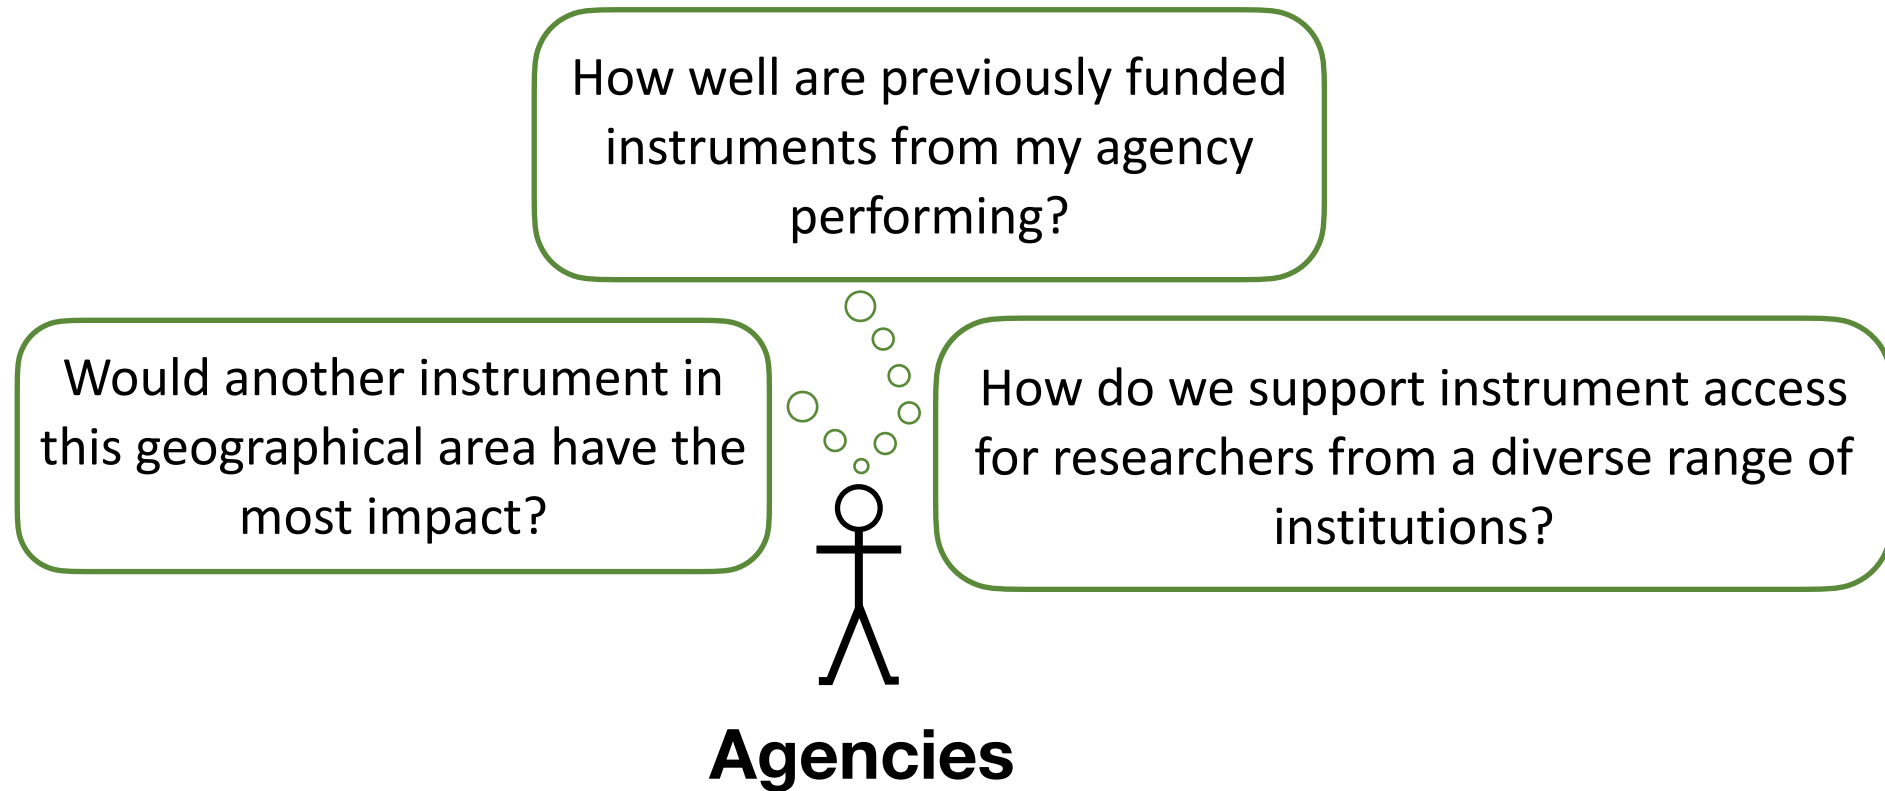 How well are previously funded
instruments from my agency
performing?
Would another instrument in
this geographical area have the
most impact?
How do we support instrument access
for researchers from a diverse range of
institutions?
Agencies